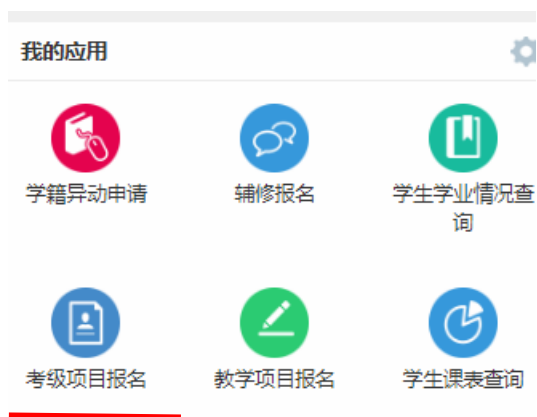 我的应用
学籍异动申请
辅修报名
学生学业情况查
询
考级项目报名
教学项目报名
学生课表查询